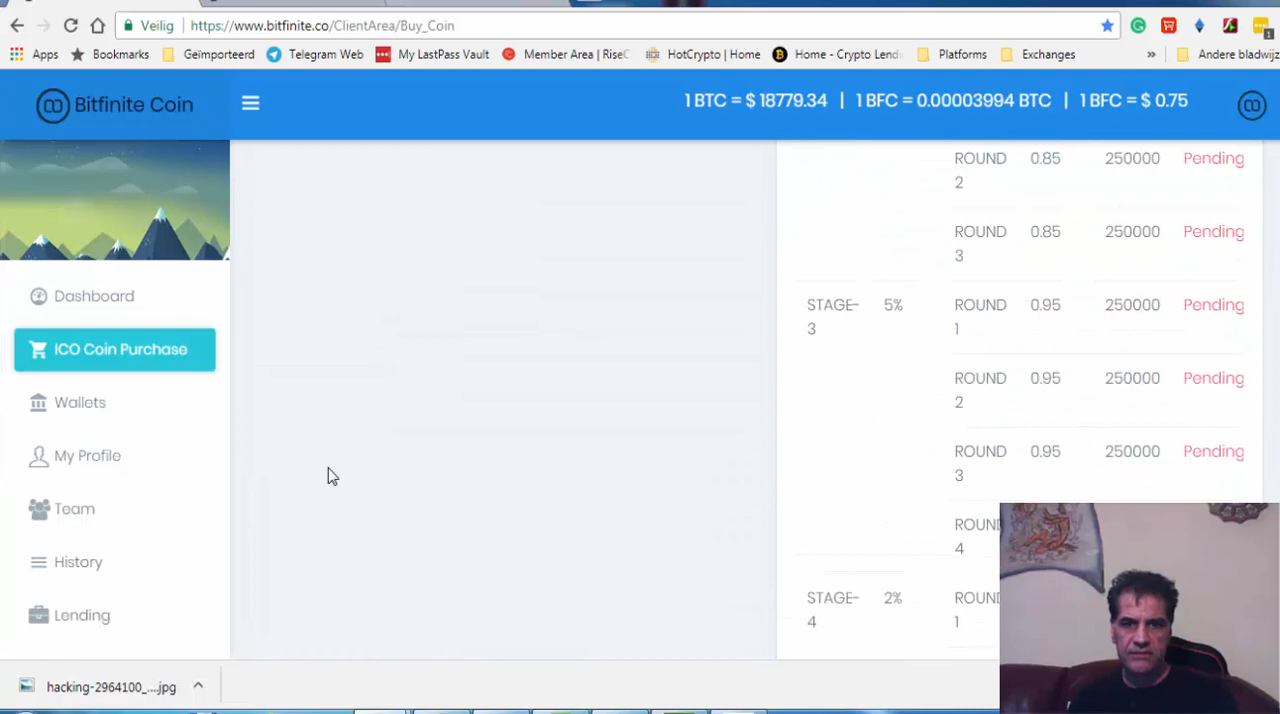 Veilig
https://www.bitfinite.co/ClientArea/Buy_Coin
Apps
Bookmarks
Geïmporteerd
Telegram Web
My LastPass Vault
Member Area | RiseC
HotCrypto | Home
Home - Crypto Lend
Platforms
Exchanges
»
Andere bladwijz
1
Bitfinite Coin
1 BTC = $ 18779.34 | 1 BFC = 0.00003994 BTC | 1 BFC = $ 0.75
Dashboard
ICO Coin Purchase
Wallets
My Profile
Team
History
Lending
ROUND 0.85 250000 Pending
2
ROUND 0.85 250000 Pending
3
STAGE- 5% ROUND 0.95 250000 Pending
3 1
ROUND 0.95 250000 Pending
2
ROUND 0.95 250000 Pending
3
ROUND
4
STAGE- 2% ROUND
4 1
hacking-2964100_....jpg